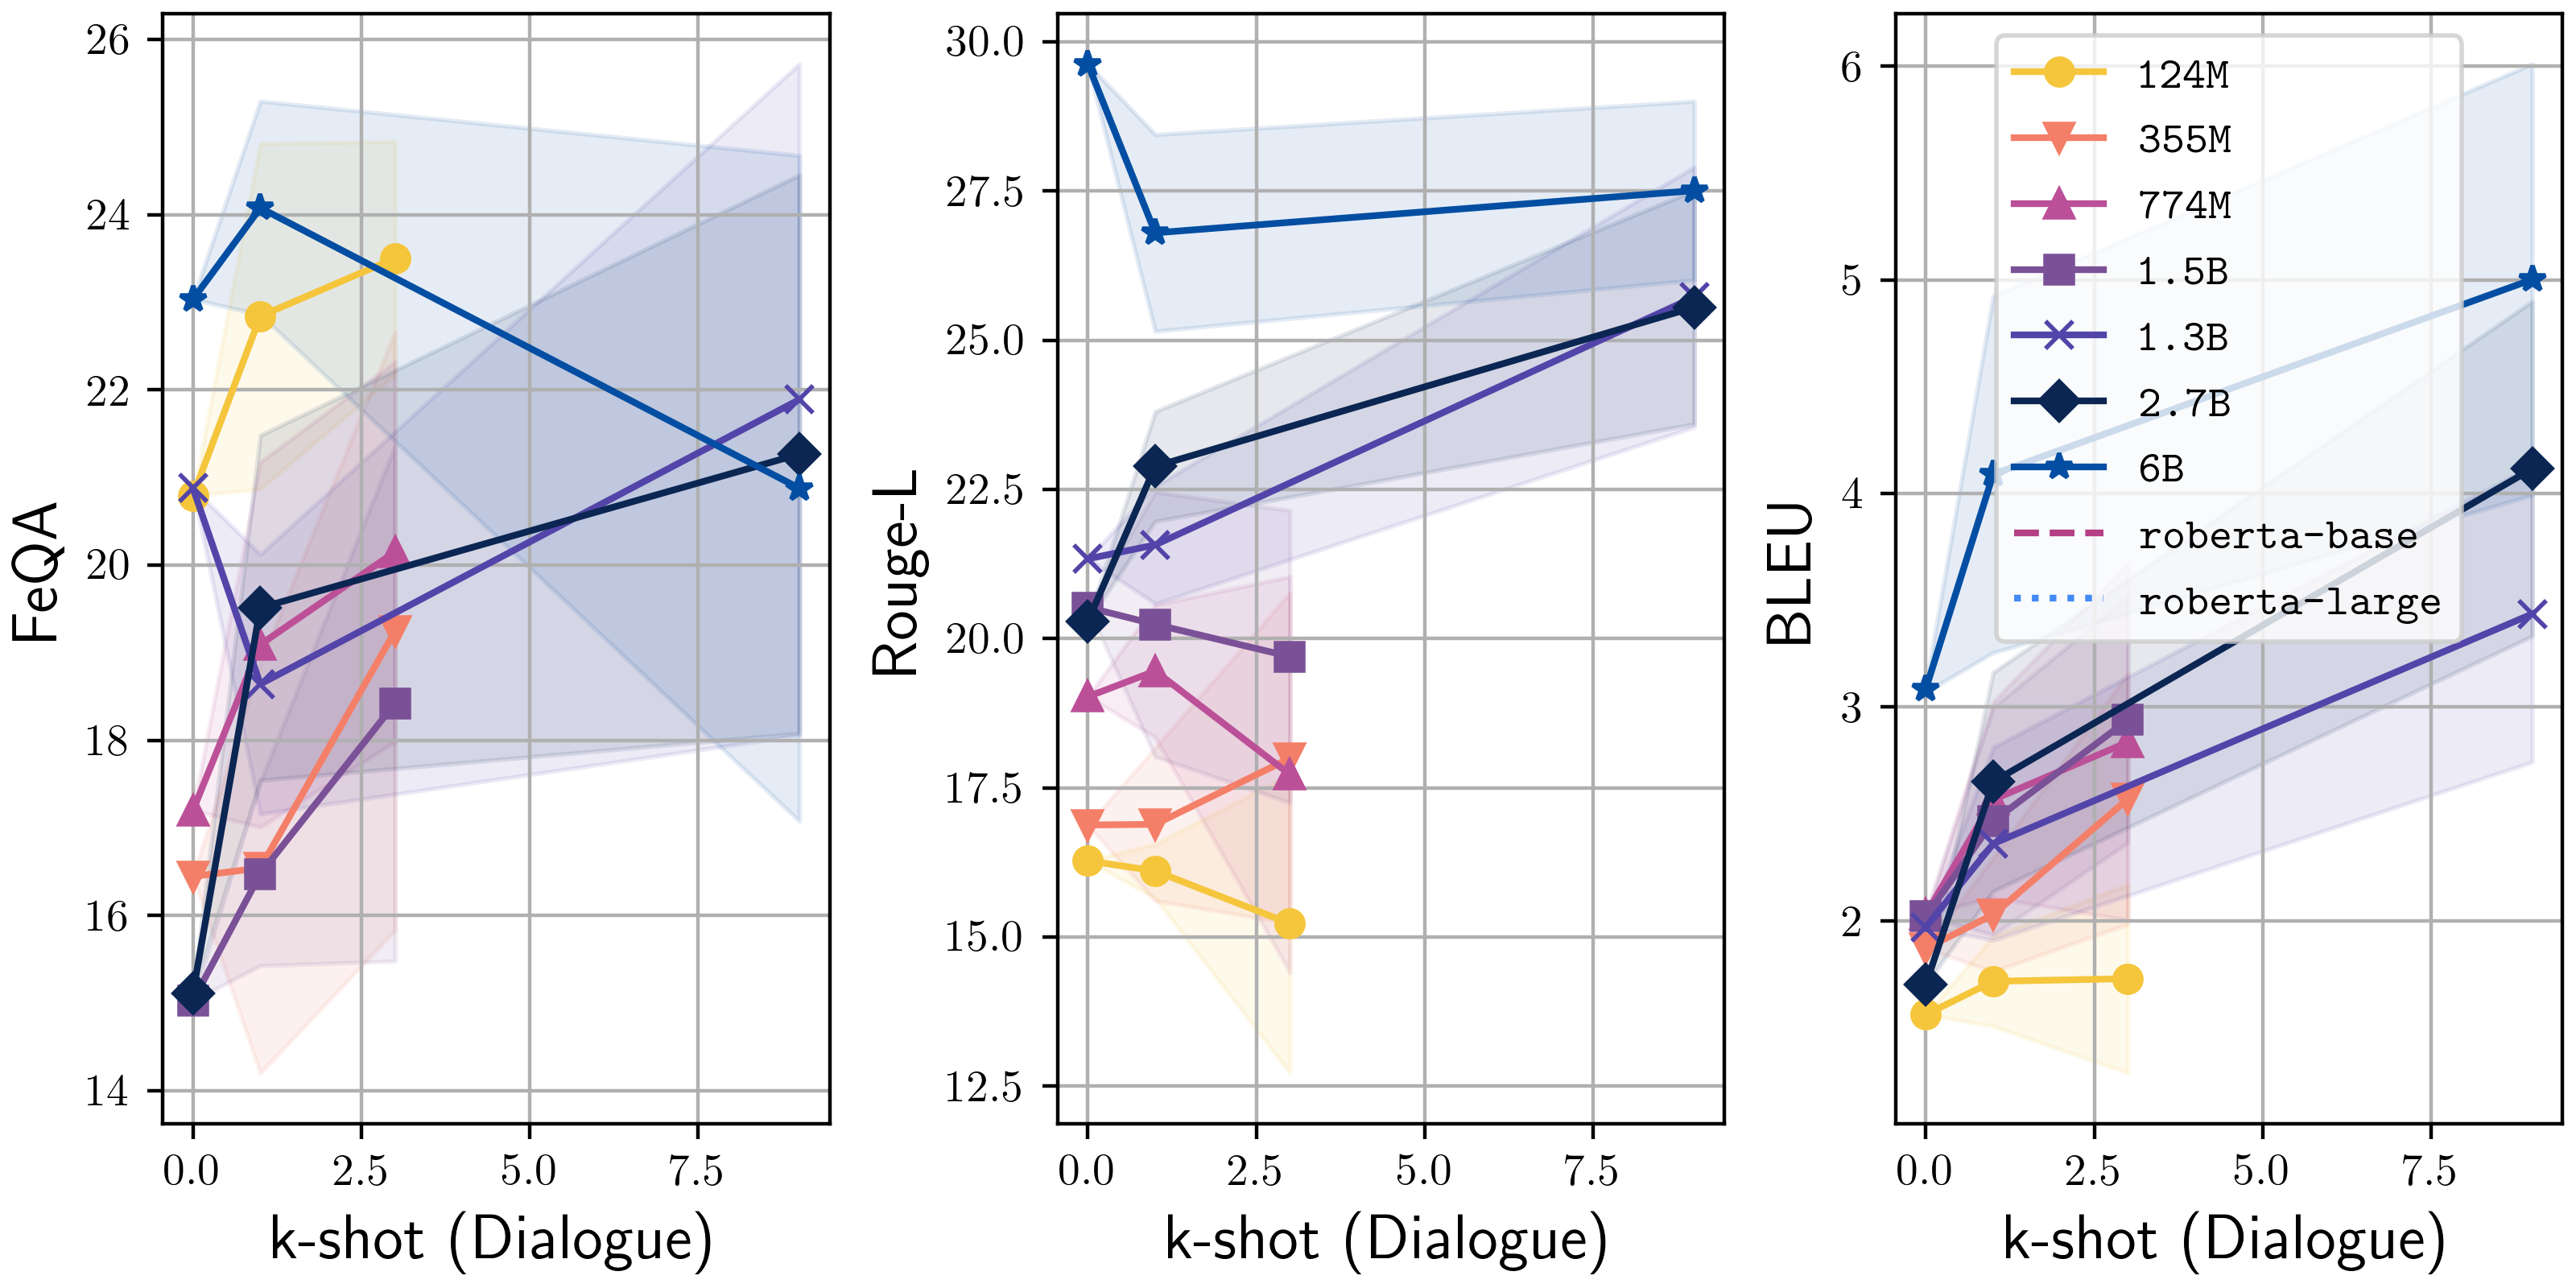 FeQA
26
24
22
20
18
16
14
0.0 2.5 5.0 7.5
k-shot (Dialogue)
Rouge-L
30.0
27.5
25.0
22.5
20.0
17.5
15.0
12.5
0.0 2.5 5.0 7.5
k-shot (Dialogue)
BLEU
6
5
4
3
2
0.0 2.5 5.0 7.5
k-shot (Dialogue)
124M
355M
774M
1.5B
1.3B
2.7B
6B
roberta-base
roberta-large